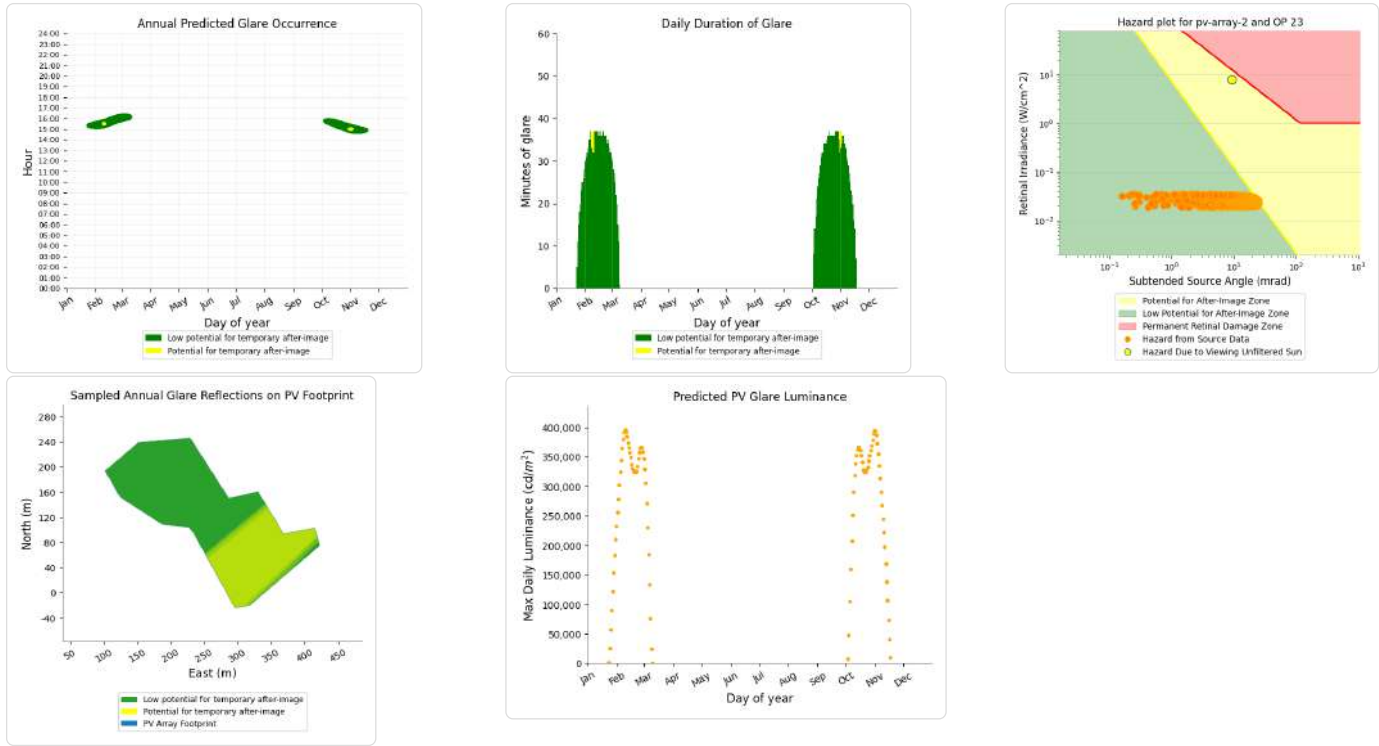 Annual Predicted Glare Occurrence
24:00
23:00
22:00
21:00
20:00
19:00
18:00
17:00
16:00
15:00
14:00
13:00
12:00
11:00
10:00
09:00
08:00
07:00
06:00
05:00
04:00
03:00
02:00
01:00
00:00
Hour
Jan Feb Mar Apr May Jun Jul Aug Sep Oct Nov Dec
Day of year
Low potential for temporary after-image
Potential for temporary after-image
Daily Duration of Glare
60
50
40
30
20
10
0
Minutes of glare
Jan Feb Mar Apr May Jun Jul Aug Sep Oct Nov Dec
Day of year
Low potential for temporary after-image
Potential for temporary after-image
Hazard plot for pv-array-2 and OP 23
10¹
10⁰
10⁻¹
10⁻²
Retinal Irradiance (W/cm^2)
10⁻¹ 10⁰ 10¹ 10²
Subtended Source Angle (mrad)
Potential for After-Image Zone
Low Potential for After-Image Zone
Permanent Retinal Damage Zone
Hazard from Source Data
Hazard Due to Viewing Unfiltered Sun
Sampled Annual Glare Reflections on PV Footprint
280
240
200
160
120
80
40
0
-40
North (m)
50 100 150 200 250 300 350 400 450
East (m)
Low potential for temporary after-image
Potential for temporary after-image
PV Array Footprint
Predicted PV Glare Luminance
400,000
350,000
300,000
250,000
200,000
150,000
100,000
50,000
0
Max Daily Luminance (cd/m²)
Jan Feb Mar Apr May Jun Jul Aug Sep Oct Nov Dec
Day of year